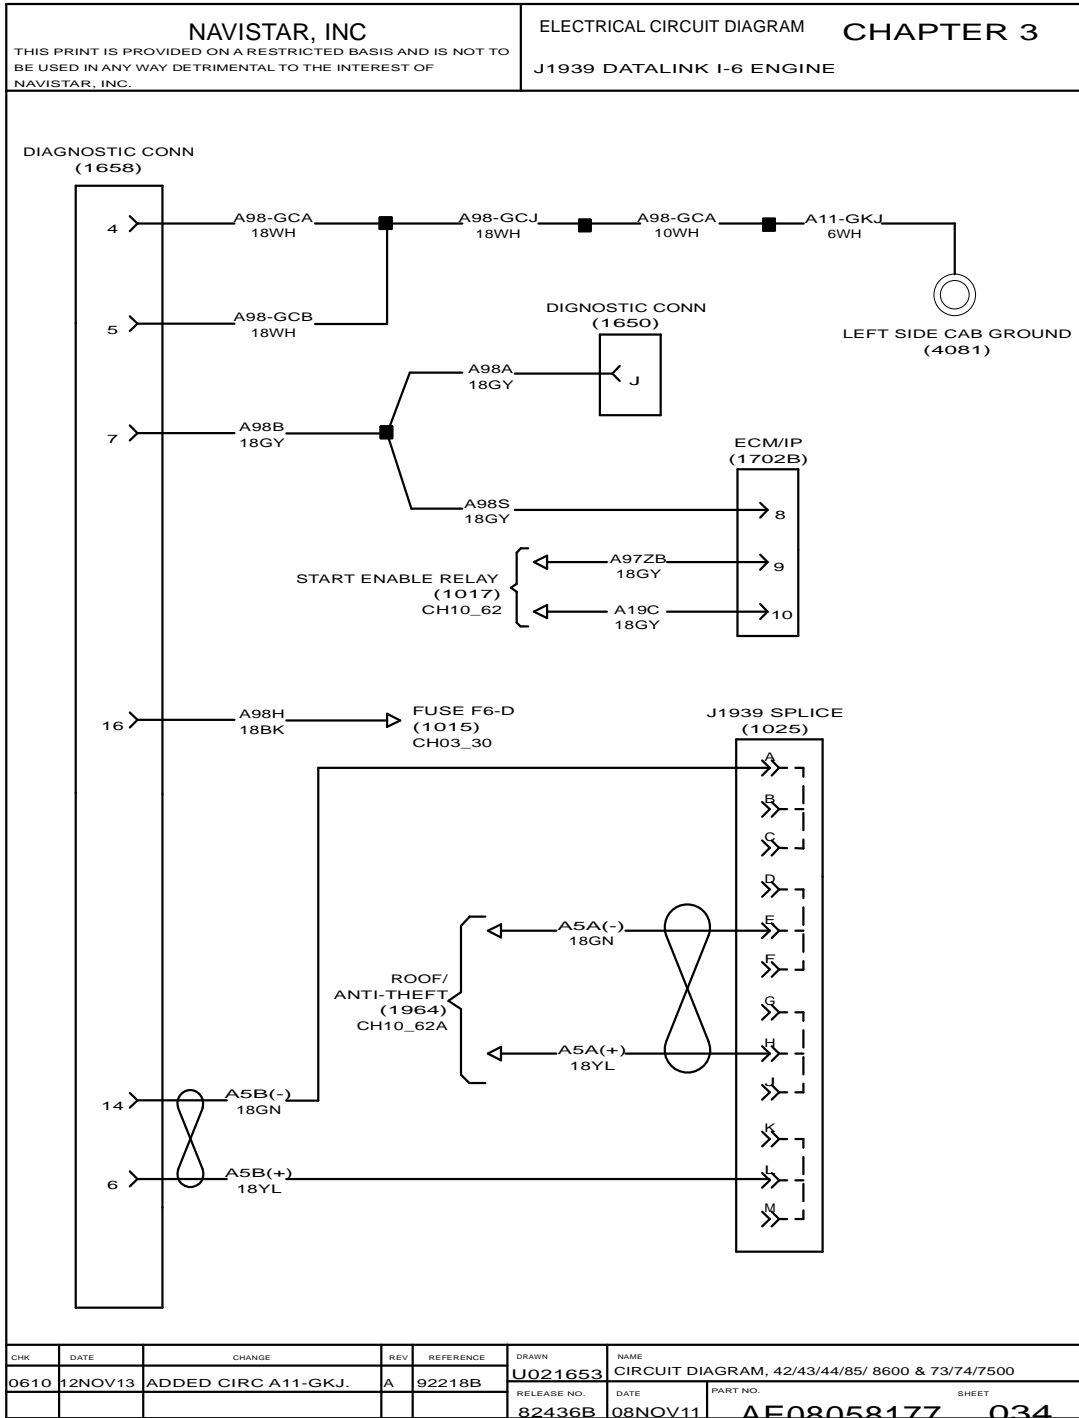 NAVISTAR, INC
THIS PRINT IS PROVIDED ON A RESTRICTED BASIS AND IS NOT TO
BE USED IN ANY WAY DETRIMENTAL TO THE INTEREST OF
NAVISTAR, INC.
ELECTRICAL CIRCUIT DIAGRAM
CHAPTER 3
J1939 DATALINK I-6 ENGINE
DIAGNOSTIC CONN
(1658)
4
A98-GCA
18WH
A98-GCJ
18WH
A98-GCA
10WH
A11-GKJ
6WH
5
A98-GCB
18WH
LEFT SIDE CAB GROUND
(4081)
DIGNOSTIC CONN
(1650)
A98A
18GY
J
7
A98B
18GY
ECM/IP
(1702B)
A98S
18GY
8
START ENABLE RELAY
(1017)
CH10_62
A97ZB
18GY
9
A19C
18GY
10
16
A98H
18BK
FUSE F6-D
(1015)
CH03_30
J1939 SPLICE
(1025)
A
B
C
D
E
F
G
H
J
K
L
M
A5A(-)
18GN
ROOF/
ANTI-THEFT
(1964)
CH10_62A
A5A(+)
18YL
14
A5B(-)
18GN
6
A5B(+)
18YL
CHK
DATE
CHANGE
REV
REFERENCE
0610
12NOV13
ADDED CIRC A11-GKJ.
A
92218B
DRAWN
U021653
NAME
CIRCUIT DIAGRAM, 42/43/44/85/ 8600 & 73/74/7500
RELEASE NO.
82436B
DATE
08NOV11
PART NO.
AE08058177
SHEET
034